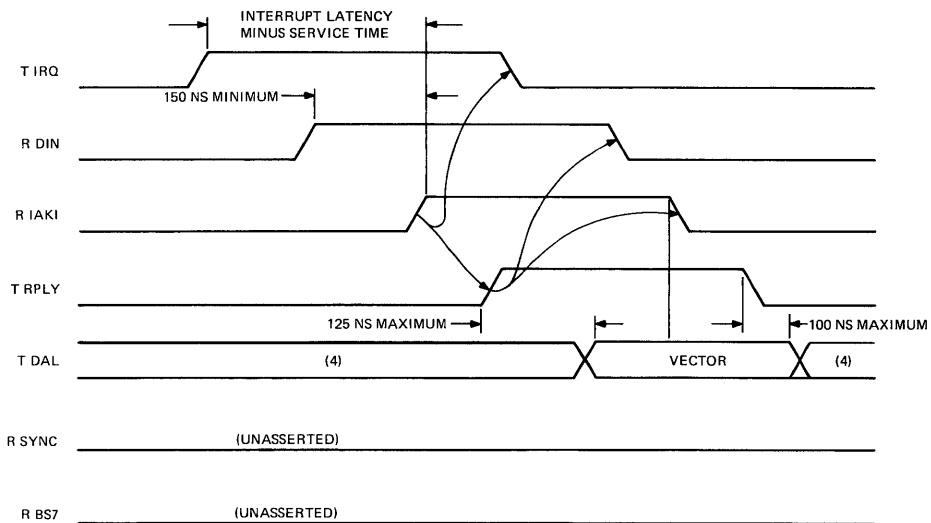 INTERRUPT LATENCY
MINUS SERVICE TIME
T IRQ
150 NS MINIMUM
R DIN
R IAKI
T RPLY
125 NS MAXIMUM
100 NS MAXIMUM
T DAL
(4)
VECTOR
(4)
R SYNC
(UNASSERTED)
R BS7
(UNASSERTED)